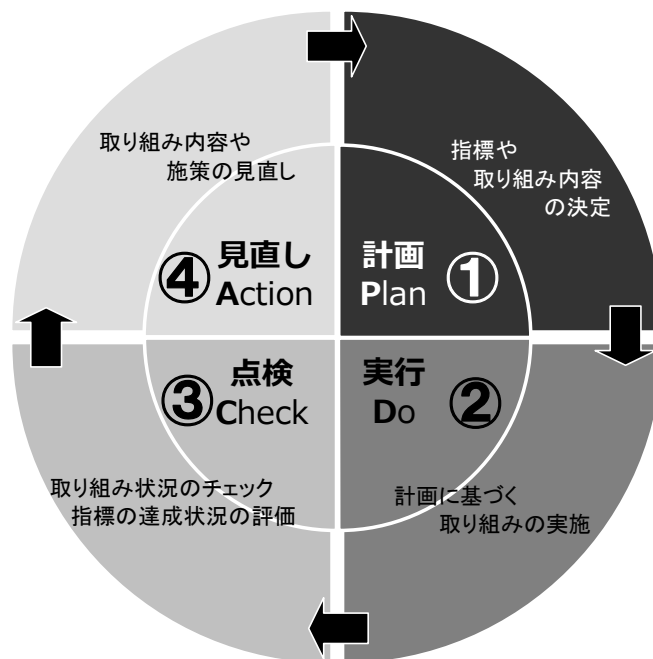 指標や
取り組み内容
の決定
計画
Plan
①
実行
Do
②
計画に基づく
取り組みの実施
点検
Check
③
取り組み状況のチェック
指標の達成状況の評価
取り組み内容や
施策の見直し
見直し
Action
④